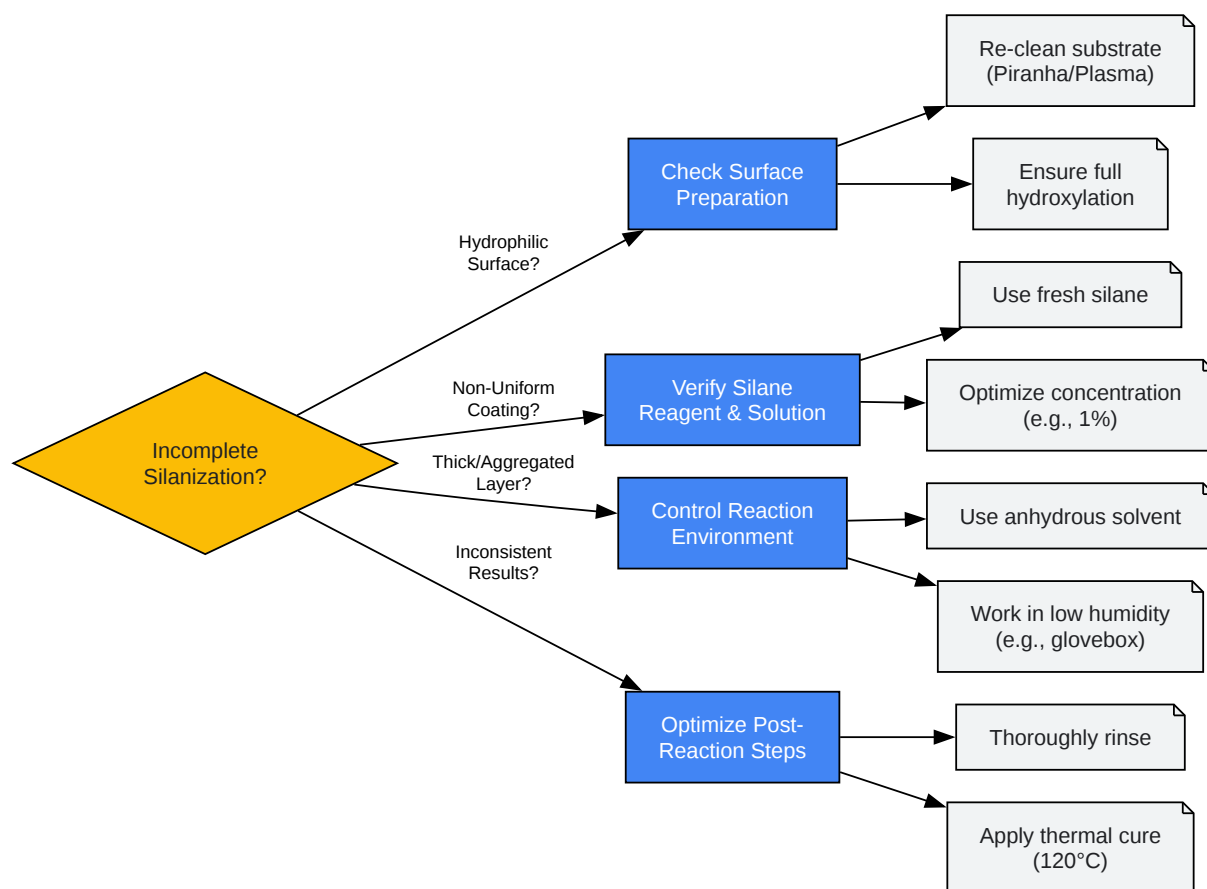 Re-clean substrate
(Piranha/Plasma)
Check Surface
Preparation
Ensure full
hydroxylation
Hydrophilic
Surface?
Use fresh silane
Non-Uniform
Coating?
Verify Silane
Reagent & Solution
Optimize concentration
(e.g., 1%)
Incomplete
Silanization?
Thick/Aggregated
Layer?
Control Reaction
Environment
Use anhydrous solvent
Inconsistent
Results?
Work in low humidity
(e.g., glovebox)
Optimize Post-
Reaction Steps
Thoroughly rinse
Apply thermal cure
(120°C)